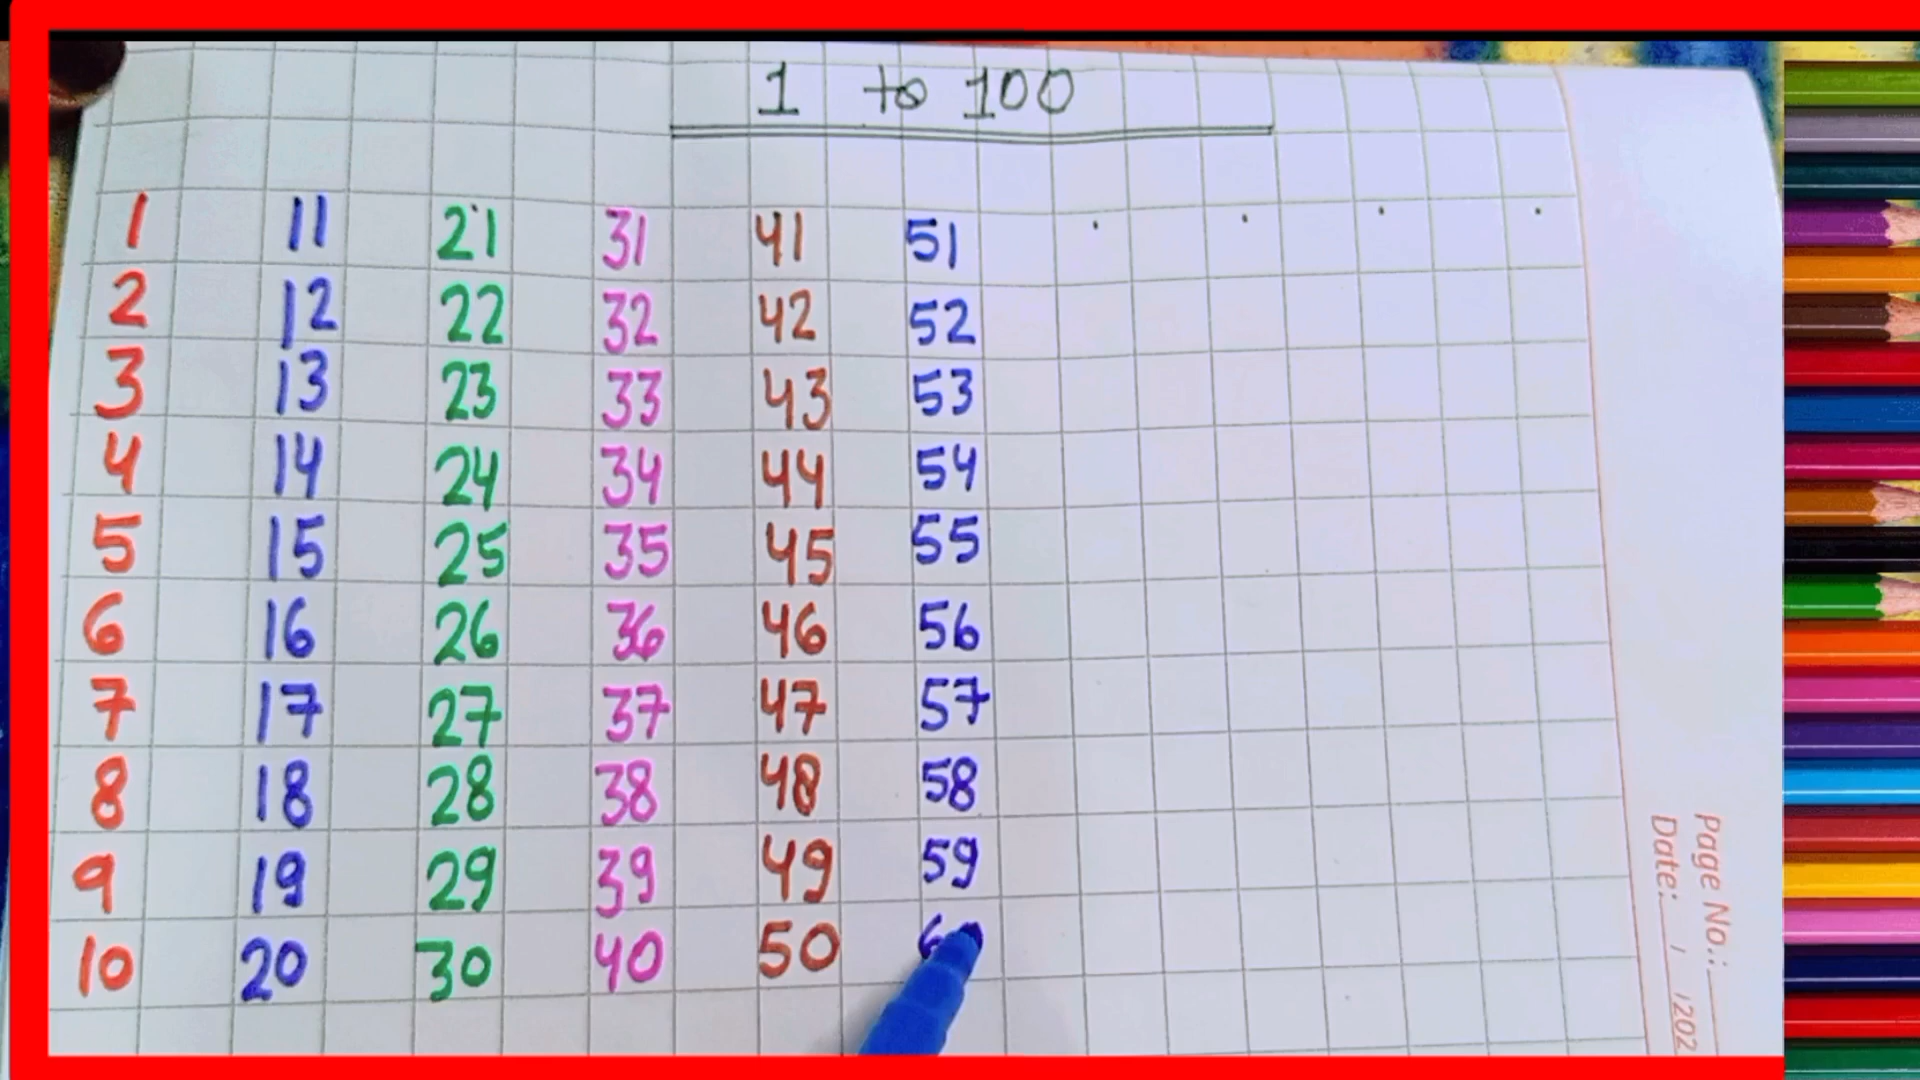 1 to 100
1 11 21 31 41 51
2 12 22 32 42 52
3 13 23 33 43 53
4 14 24 34 44 54
5 15 25 35 45 55
6 16 26 36 46 56
7 17 27 37 47 57
8 18 28 38 48 58
9 19 29 39 49 59
10 20 30 40 50
Page No.:
Date: / /202